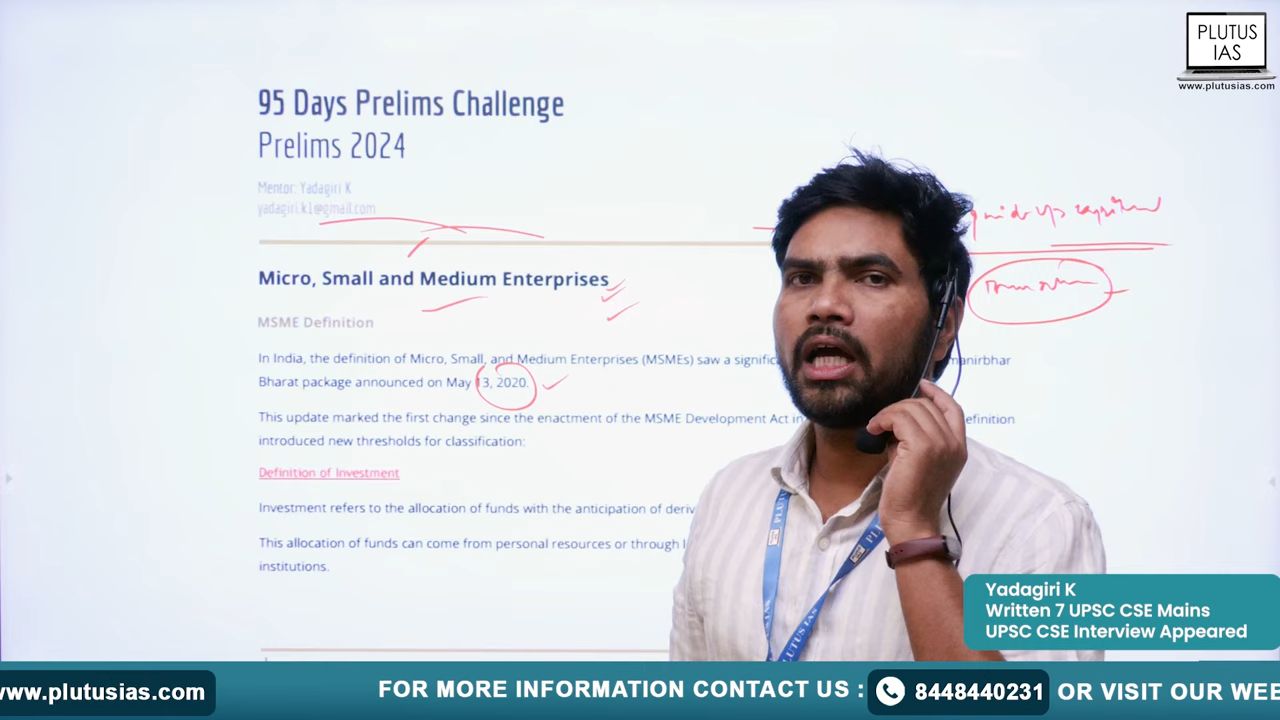 PLUTUS
IAS
www.plutusias.com
95 Days Prelims Challenge
Prelims 2024
Mentor: Yadagiri K
yadagiri.k1@gmail.com
Micro, Small and Medium Enterprises
MSME Definition
In India, the definition of Micro, Small, and Medium Enterprises (MSMEs) saw a signific manirbhar
Bharat package announced on May 13, 2020.
This update marked the first change since the enactment of the MSME Development Act in efinition
introduced new thresholds for classification:
Definition of Investment
Investment refers to the allocation of funds with the anticipation of deriv
This allocation of funds can come from personal resources or through l
institutions.
Yadagiri K
Written 7 UPSC CSE Mains
UPSC CSE Interview Appeared
www.plutusias.com FOR MORE INFORMATION CONTACT US : 8448440231 OR VISIT OUR WEE